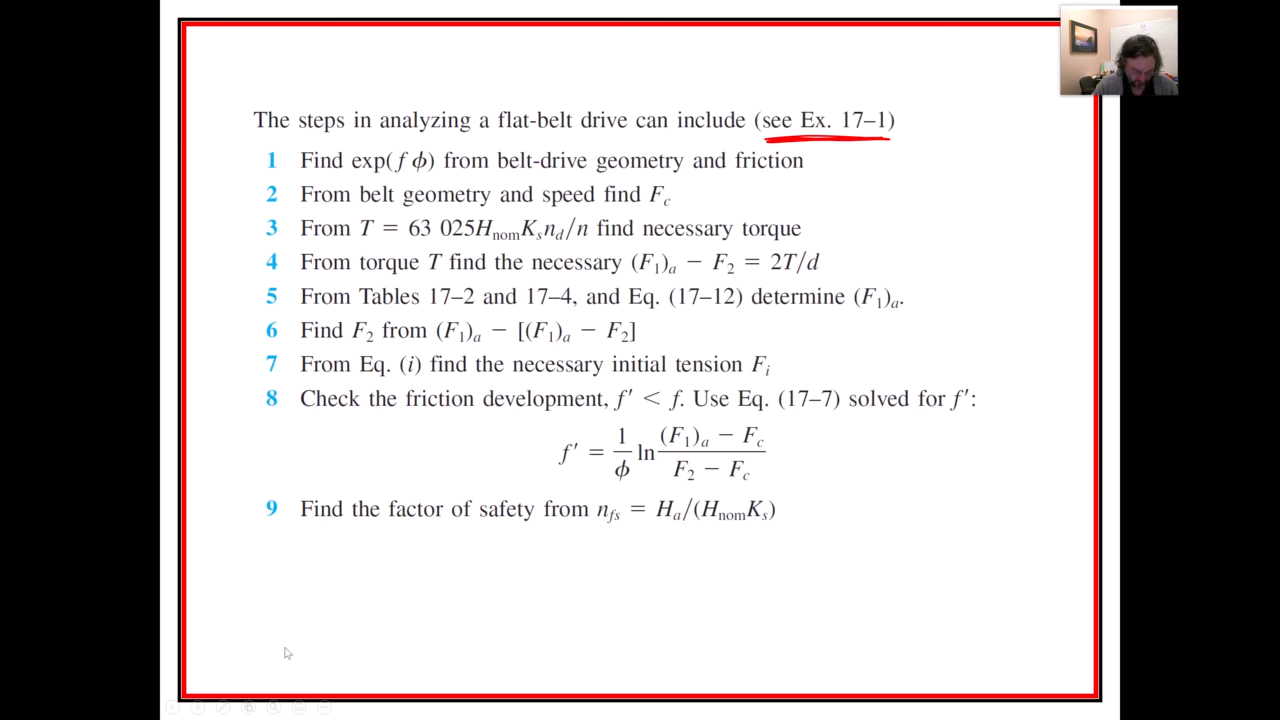 The steps in analyzing a flat-belt drive can include (see Ex. 17–1)
1 Find exp(f ϕ) from belt-drive geometry and friction
2 From belt geometry and speed find F_c
3 From T = 63 025H_nom K_s n_d/n find necessary torque
4 From torque T find the necessary (F_1)_a − F_2 = 2T/d
5 From Tables 17–2 and 17–4, and Eq. (17–12) determine (F_1)_a.
6 Find F_2 from (F_1)_a − [(F_1)_a − F_2]
7 From Eq. (i) find the necessary initial tension F_i
8 Check the friction development, f′ < f. Use Eq. (17–7) solved for f′:
f′ = 1/ϕ ln (F_1)_a − F_c / F_2 − F_c
9 Find the factor of safety from n_fs = H_a/(H_nom K_s)